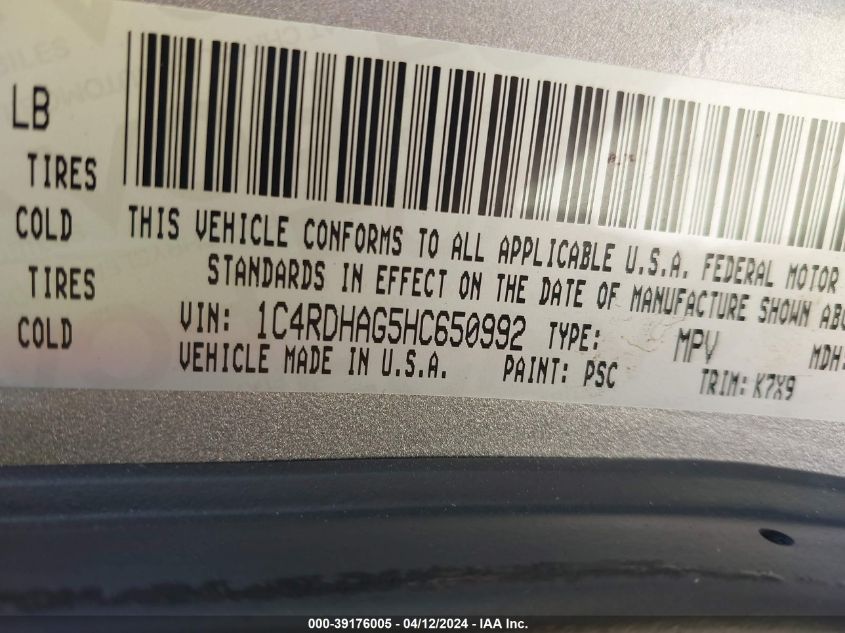 LB
TIRES
COLD
TIRES
COLD
THIS VEHICLE CONFORMS TO ALL APPLICABLE U.S.A. FEDERAL MOTOR
STANDARDS IN EFFECT ON THE DATE OF MANUFACTURE SHOWN ABO
VIN: 1C4RDHAG5HC650992 TYPE: MPV MDH:
VEHICLE MADE IN U.S.A. PAINT: PSC TRIM: K7X9
000-39176005 - 04/12/2024 - IAA Inc.